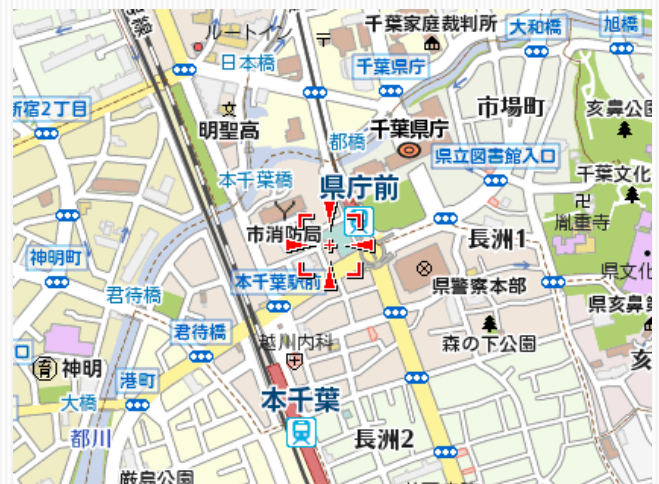 千葉家庭裁判所
大和橋
旭橋
ルートイン
日本橋
千葉県庁
新宿2丁目
市場町
亥鼻公
明聖高
都橋
千葉県庁
県立図書館入口
本千葉橋
千葉文化
県庁前
胤重寺
市消防局
長洲1
神明町
県文化
本千葉駅前
県警察本部
君待橋
県亥鼻
君待橋
越川内科
森の下公園
神明
亥
港町
本千葉
大橋
都川
長洲2
厳島公園